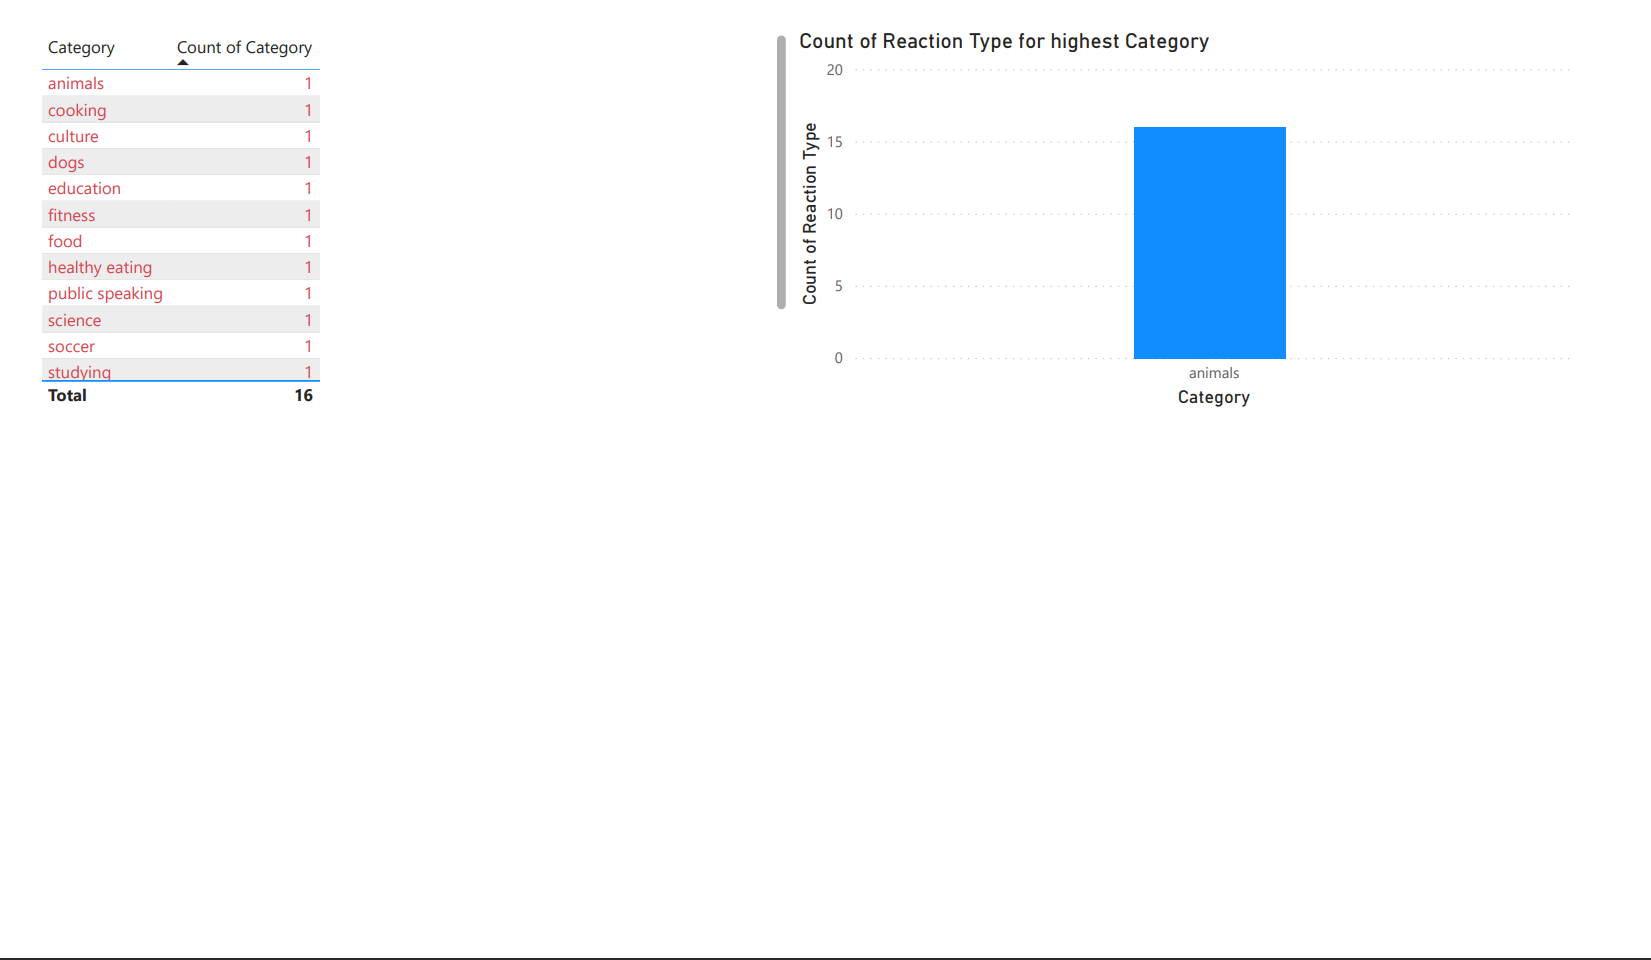 Category Count of Category
animals 1
cooking 1
culture 1
dogs 1
education 1
fitness 1
food 1
healthy eating 1
public speaking 1
science 1
soccer 1
studying 1
Total 16
Count of Reaction Type for highest Category
Count of Reaction Type
20
15
10
5
0
animals
Category